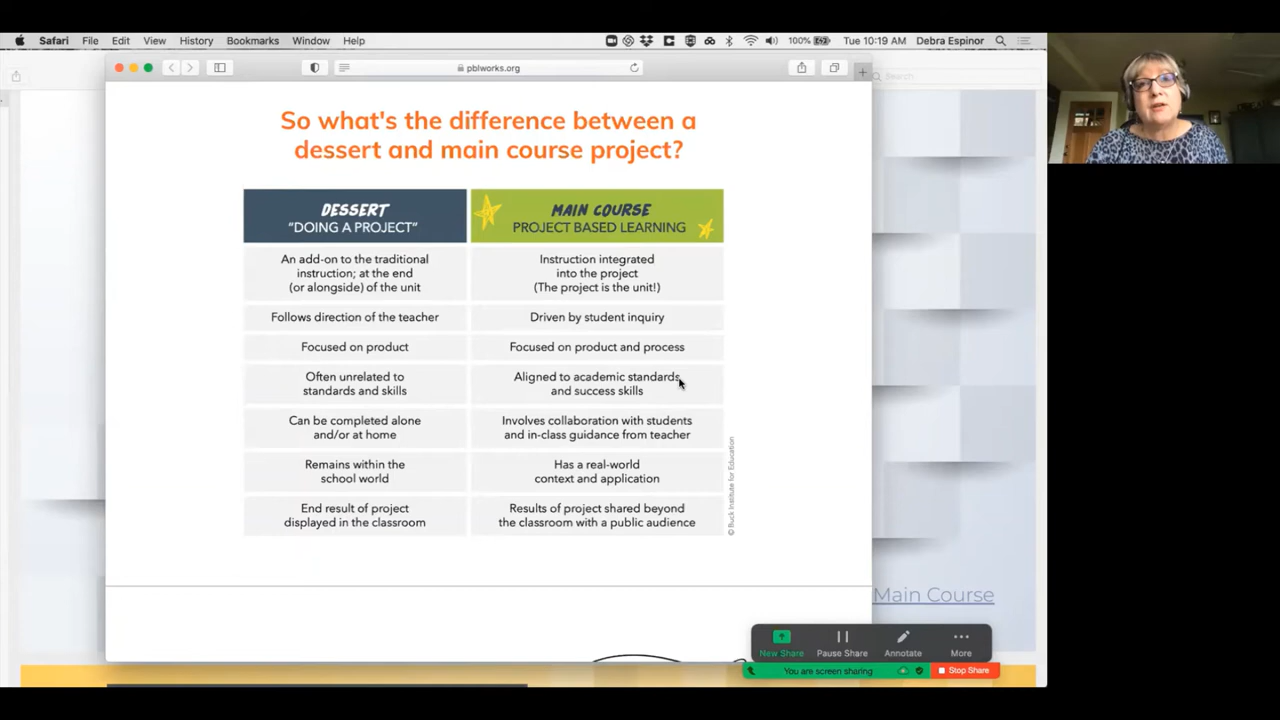 Safari File Edit View History Bookmarks Window Help 100% Tue 10:19 AM Debra Espinor
pblworks.org
Search
So what's the difference between a
dessert and main course project?
DESSERT
"DOING A PROJECT"
MAIN COURSE
PROJECT BASED LEARNING
An add-on to the traditional
instruction; at the end
(or alongside) of the unit
Instruction integrated
into the project
(The project is the unit!)
Follows direction of the teacher
Driven by student inquiry
Focused on product
Focused on product and process
Often unrelated to
standards and skills
Aligned to academic standards
and success skills
Can be completed alone
and/or at home
Involves collaboration with students
and in-class guidance from teacher
Remains within the
school world
Has a real-world
context and application
End result of project
displayed in the classroom
Results of project shared beyond
the classroom with a public audience
© Buck Institute for Education
Main Course
New Share Pause Share Annotate More
You are screen sharing Stop Share